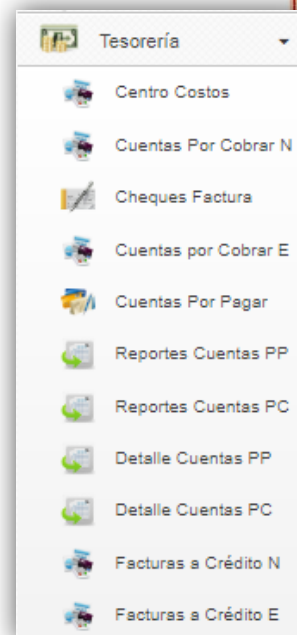 Tesorería
Centro Costos
Cuentas Por Cobrar N
Cheques Factura
Cuentas por Cobrar E
Cuentas Por Pagar
Reportes Cuentas PP
Reportes Cuentas PC
Detalle Cuentas PP
Detalle Cuentas PC
Facturas a Crédito N
Facturas a Crédito E